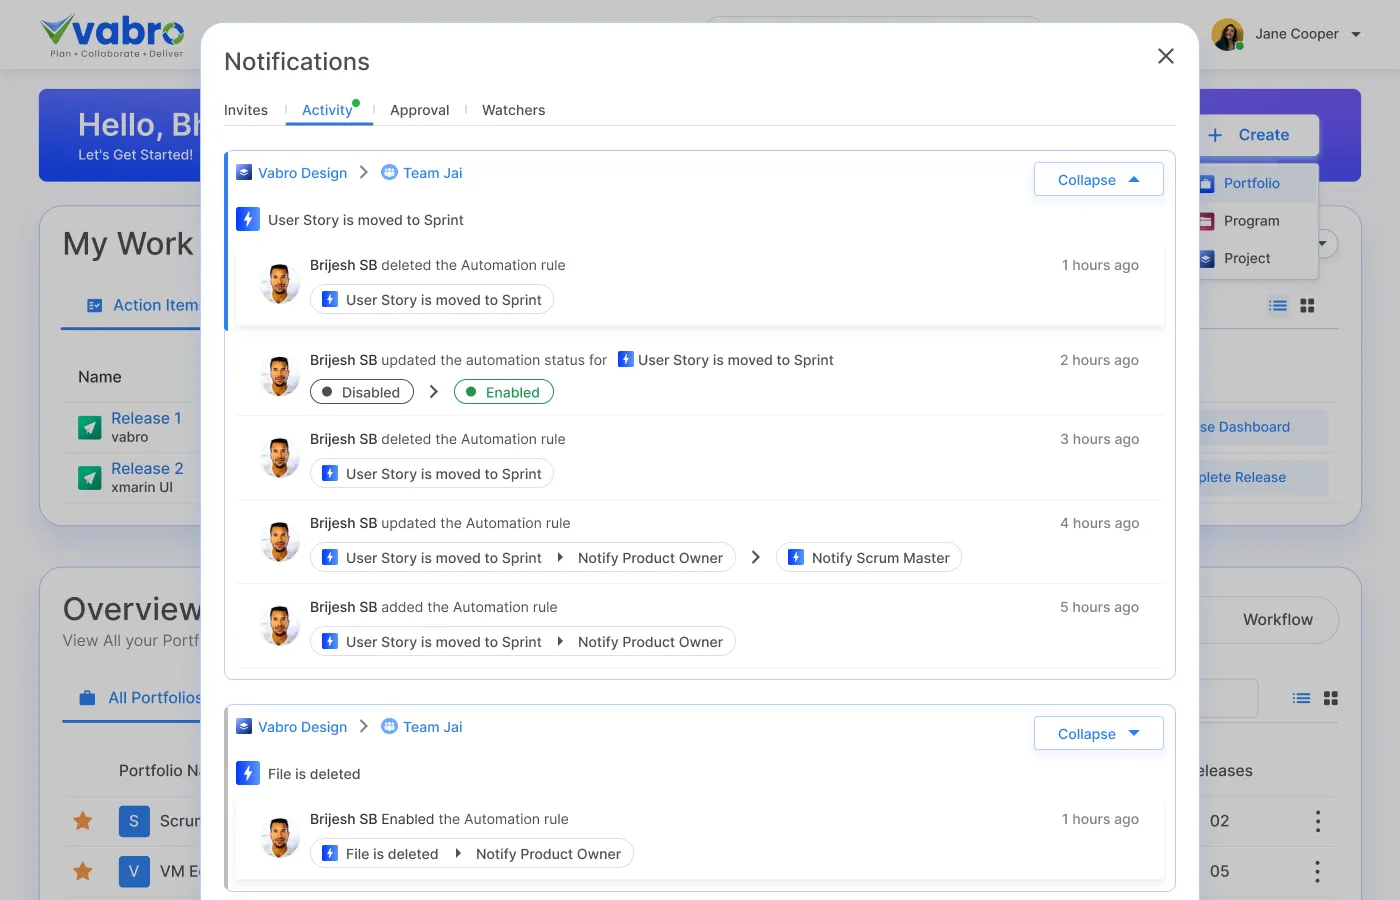 vabro
Plan • Collaborate • Deliver
Jane Cooper
Hello, Bh
Let's Get Started!
Create
Portfolio
Program
Project
My Work
Action Items
Name
Release 1
vabro
Release 2
xmarin UI
se Dashboard
plete Release
Overview
View All your Portf
Workflow
All Portfolios
Portfolio Na
eleases
S
Scrum
02
V
VM Ec
05
Notifications
Invites
Activity
Approval
Watchers
Vabro Design
Team Jai
Collapse
User Story is moved to Sprint
Brijesh SB deleted the Automation rule
1 hours ago
User Story is moved to Sprint
Brijesh SB updated the automation status for User Story is moved to Sprint
2 hours ago
Disabled
Enabled
Brijesh SB deleted the Automation rule
3 hours ago
User Story is moved to Sprint
Brijesh SB updated the Automation rule
4 hours ago
User Story is moved to Sprint
Notify Product Owner
Notify Scrum Master
Brijesh SB added the Automation rule
5 hours ago
User Story is moved to Sprint
Notify Product Owner
Vabro Design
Team Jai
Collapse
File is deleted
Brijesh SB Enabled the Automation rule
1 hours ago
File is deleted
Notify Product Owner